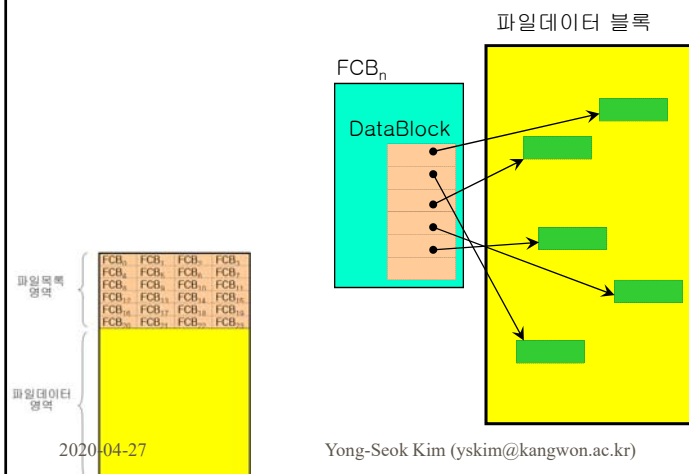 파일데이터 블록
FCBₙ
DataBlock
파일목록
영역
FCB₀ FCB₁ FCB₂ FCB₃
FCB₄ FCB₅ FCB₆ FCB₇
FCB₈ FCB₉ FCB₁₀ FCB₁₁
FCB₁₂ FCB₁₃ FCB₁₄ FCB₁₅
FCB₁₆ FCB₁₇ FCB₁₈ FCB₁₉
FCB₂₀ FCB₂₁ FCB₂₂ FCB₂₃
파일데이터
영역
2020-04-27
Yong-Seok Kim (yskim@kangwon.ac.kr)